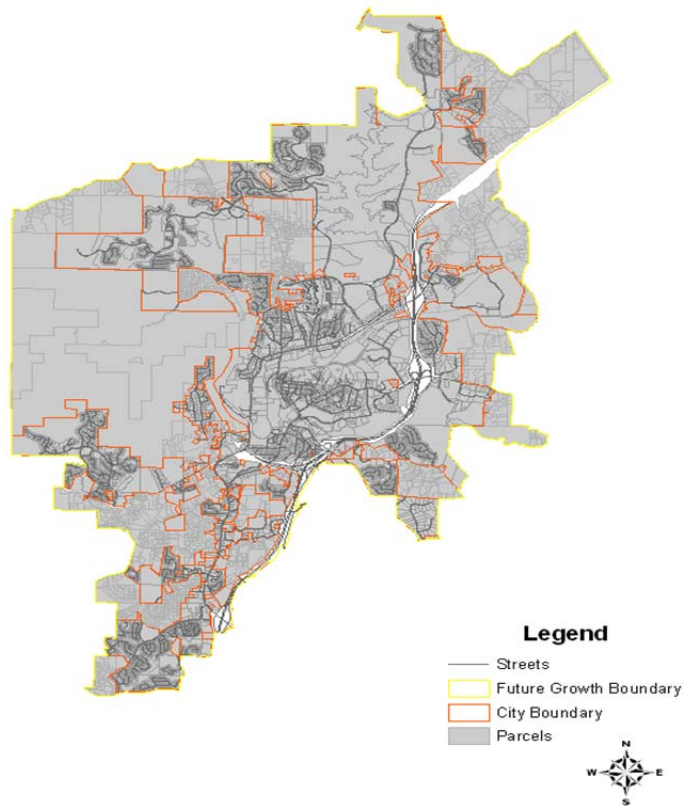 Legend
Streets
Future Growth Boundary
City Boundary
Parcels
N
W E
S